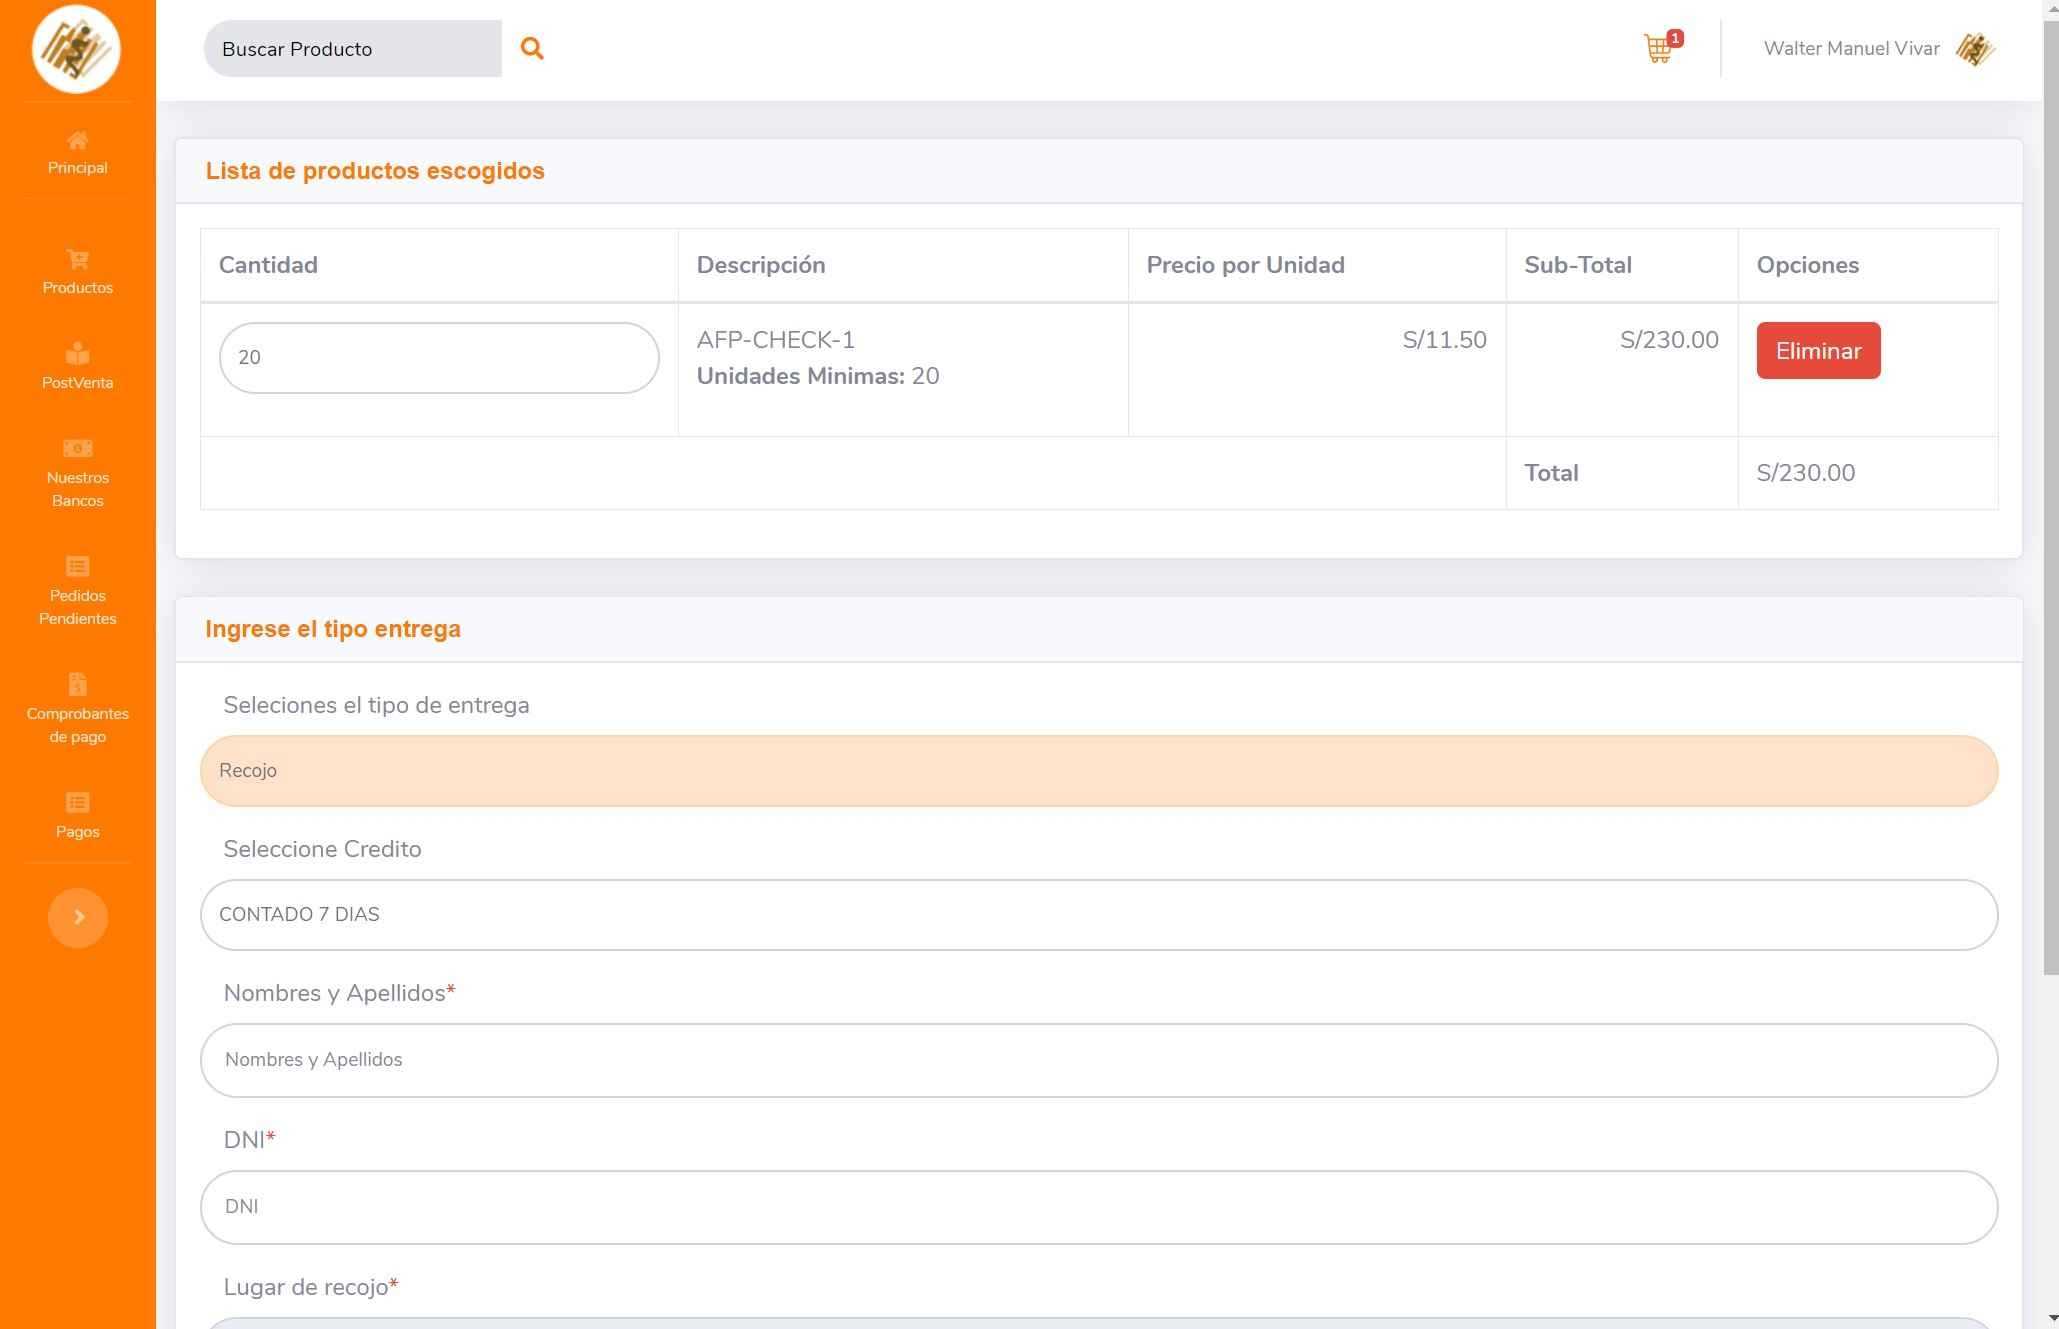 Buscar Producto
1
Walter Manuel Vivar
Principal
Productos
PostVenta
Nuestros
Bancos
Pedidos
Pendientes
Comprobantes
de pago
Pagos
Lista de productos escogidos
Cantidad Descripción Precio por Unidad Sub-Total Opciones
20 AFP-CHECK-1 S/11.50 S/230.00 Eliminar
Unidades Minimas: 20
Total S/230.00
Ingrese el tipo entrega
Seleciones el tipo de entrega
Recojo
Seleccione Credito
CONTADO 7 DIAS
Nombres y Apellidos*
Nombres y Apellidos
DNI*
DNI
Lugar de recojo*